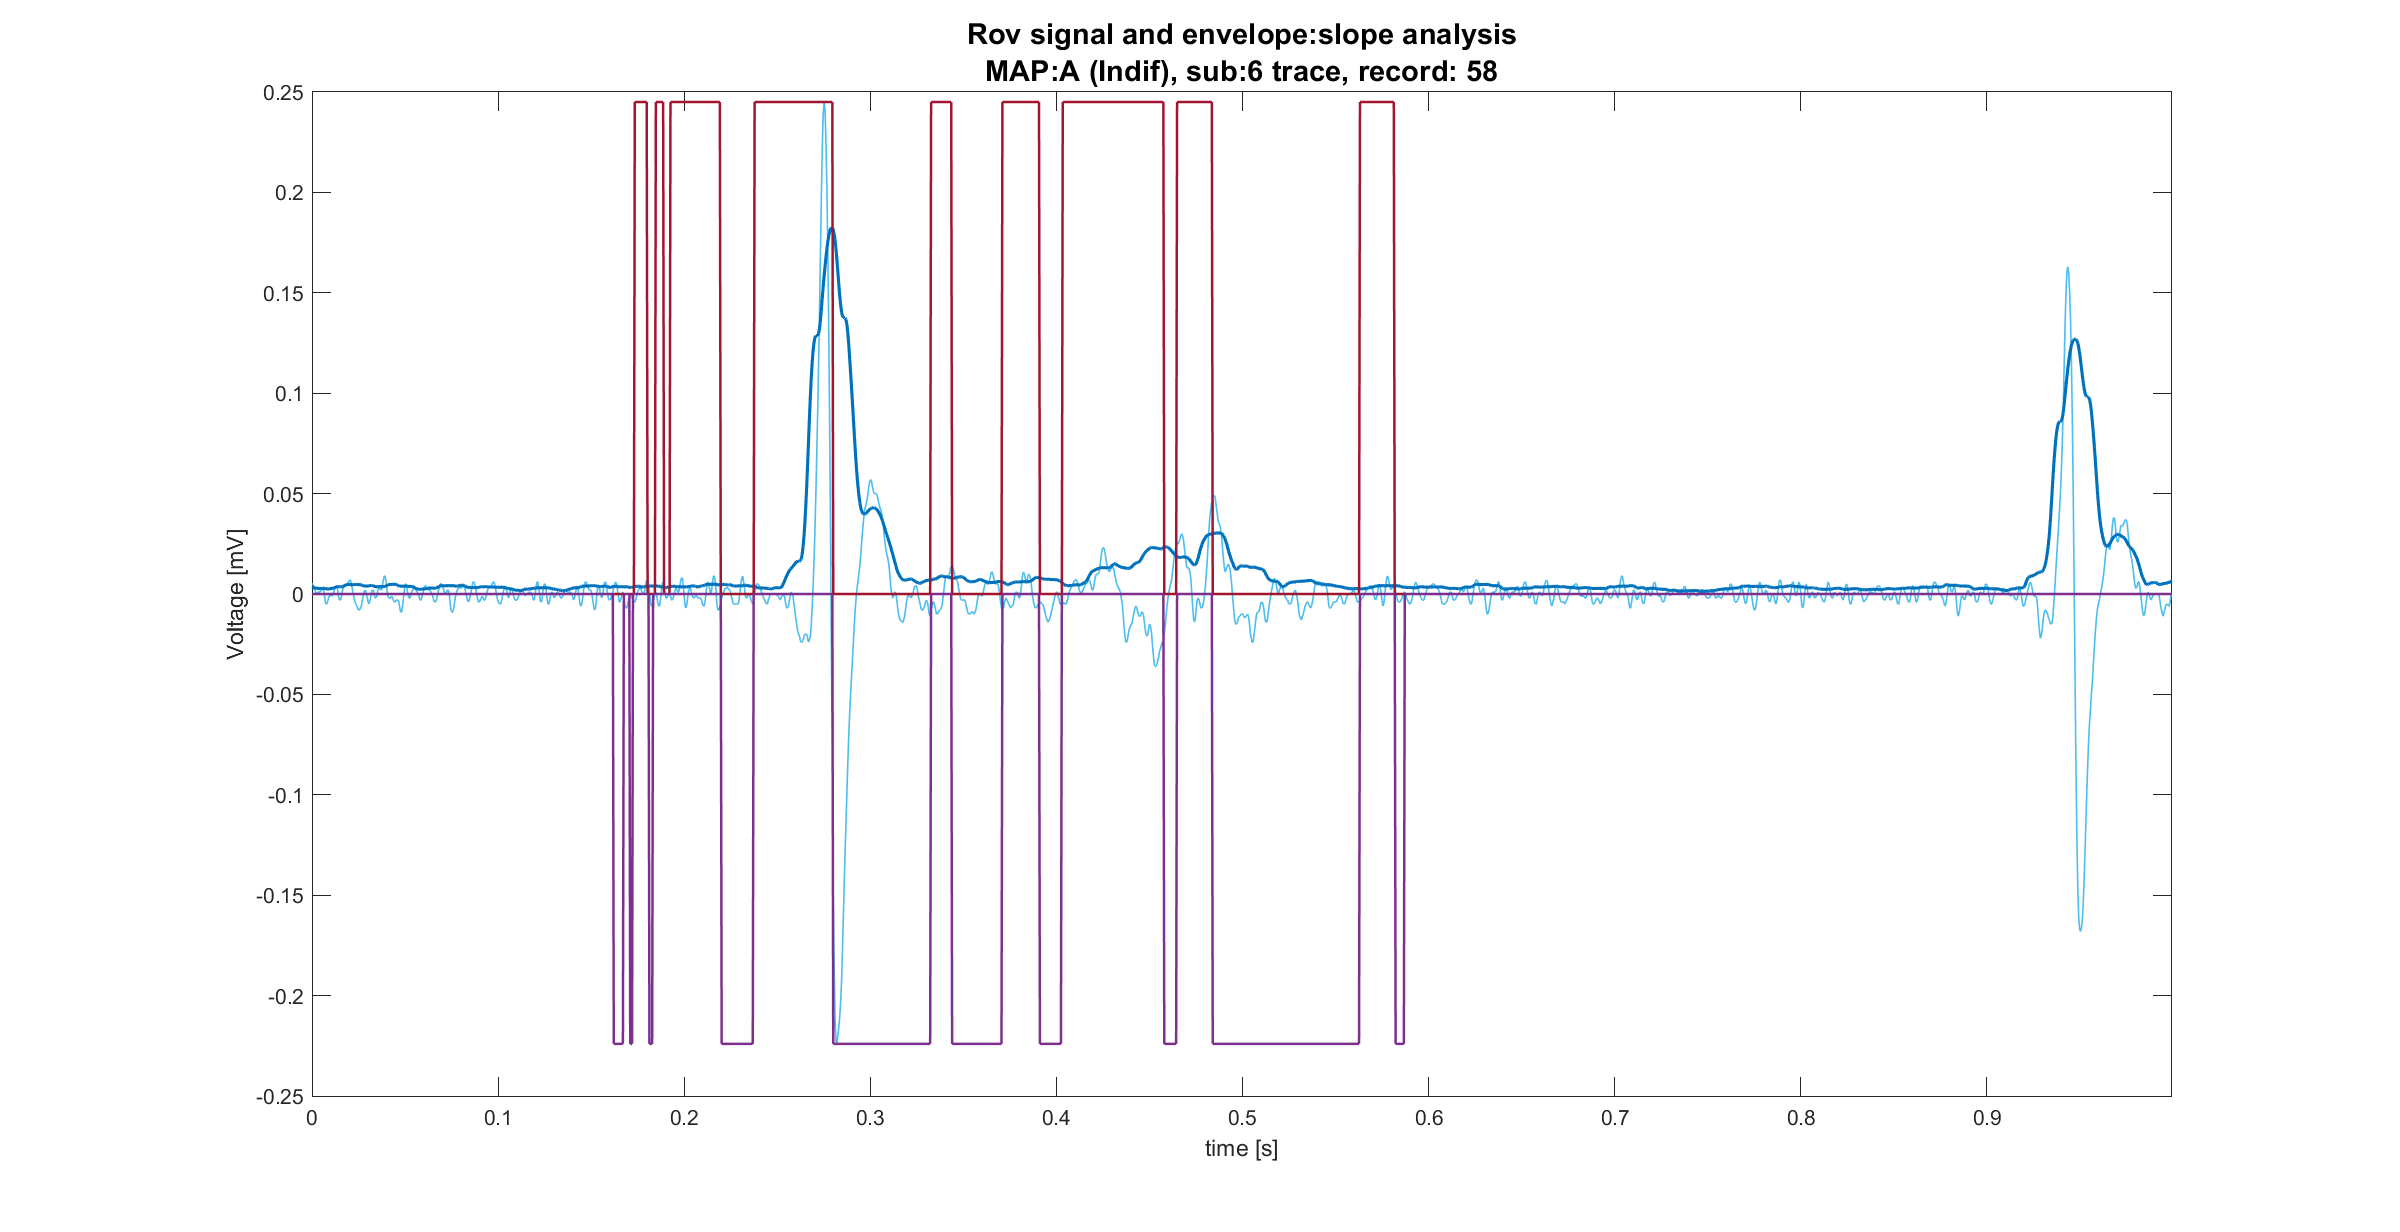 Rov signal and envelope:slope analysis
MAP:A (Indif), sub:6 trace, record: 58
0.25
0.2
0.15
0.1
0.05
0
-0.05
-0.1
-0.15
-0.2
-0.25
Voltage [mV]
0 0.1 0.2 0.3 0.4 0.5 0.6 0.7 0.8 0.9
time [s]